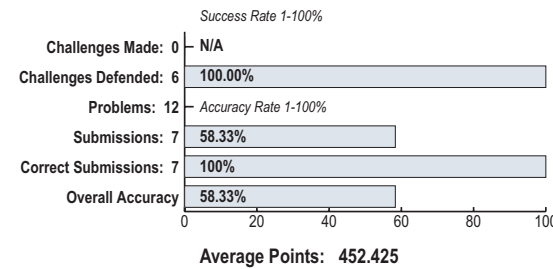 Success Rate 1-100%
Challenges Made: 0 N/A
Challenges Defended: 6 100.00%
Problems: 12 Accuracy Rate 1-100%
Submissions: 7 58.33%
Correct Submissions: 7 100%
Overall Accuracy 58.33%
0 20 40 60 80 100
Average Points: 452.425